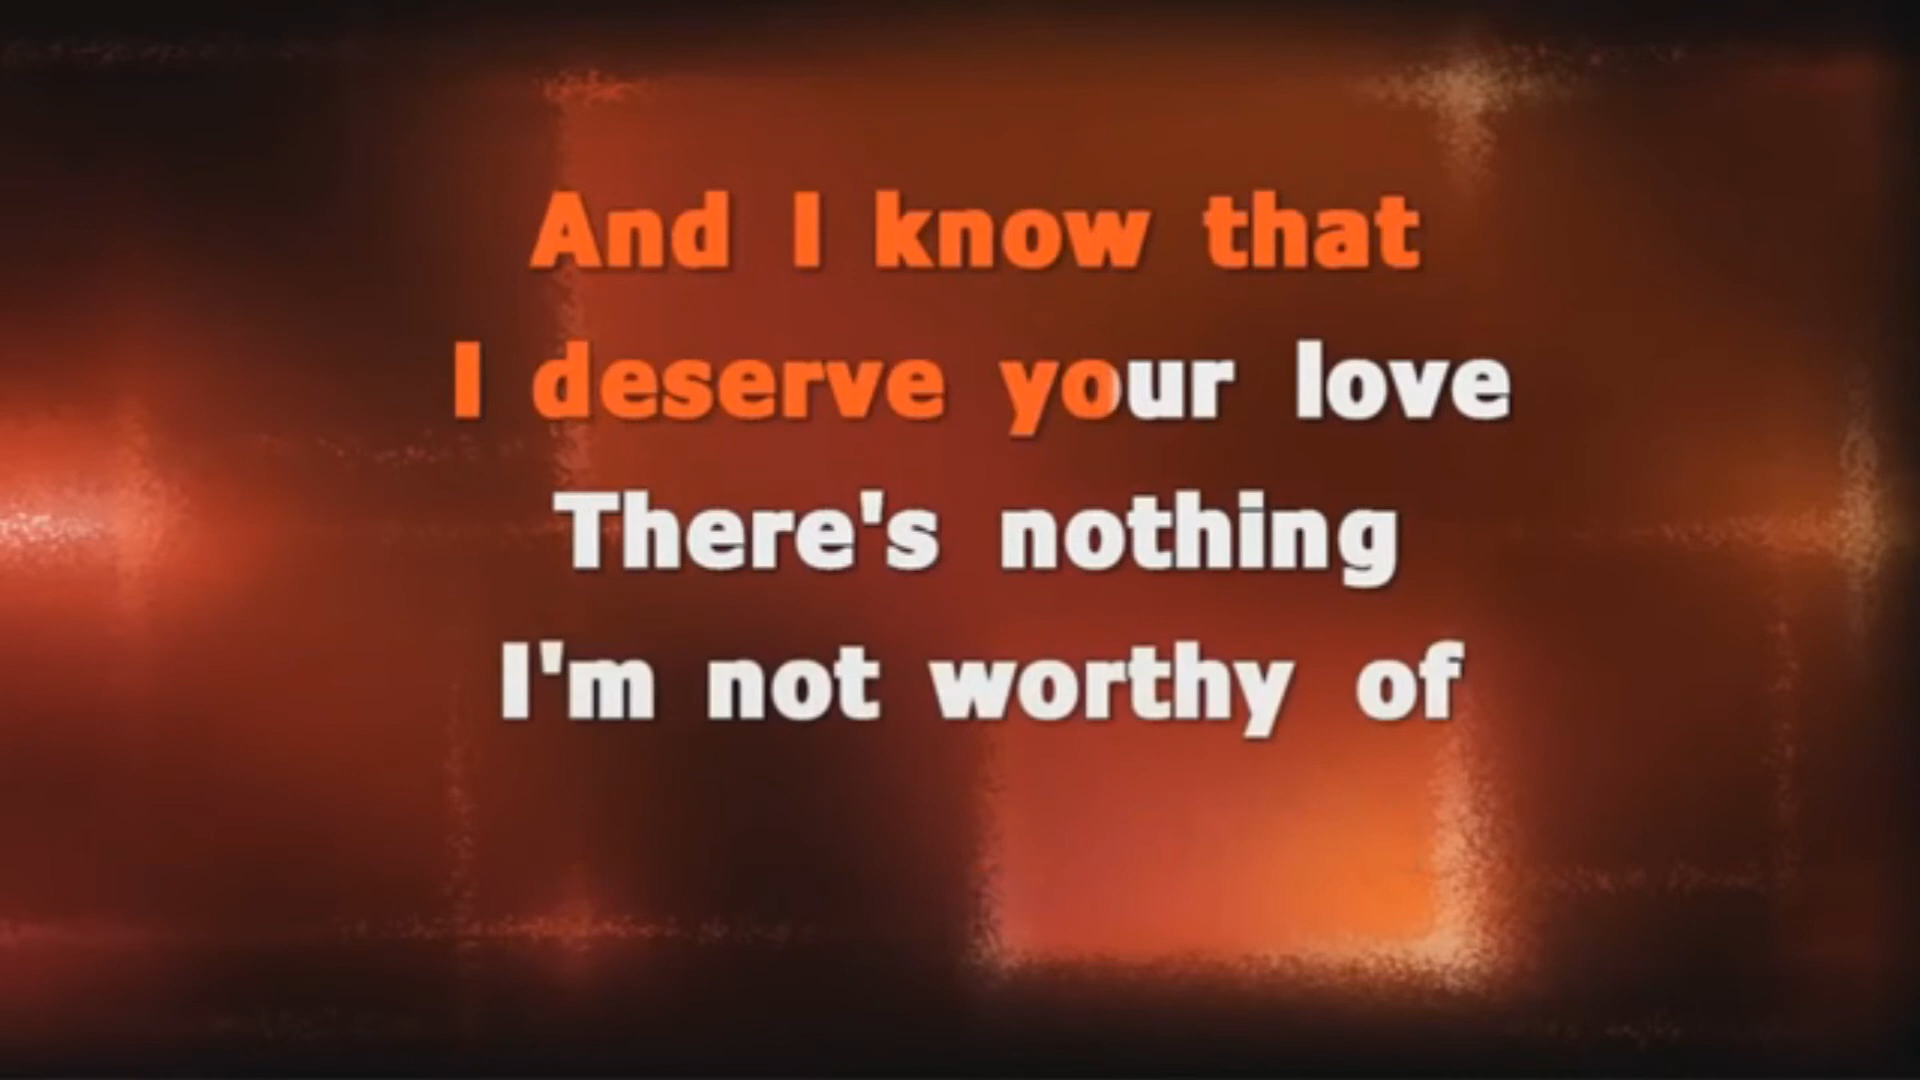 And I know that
I deserve your love
There's nothing
I'm not worthy of